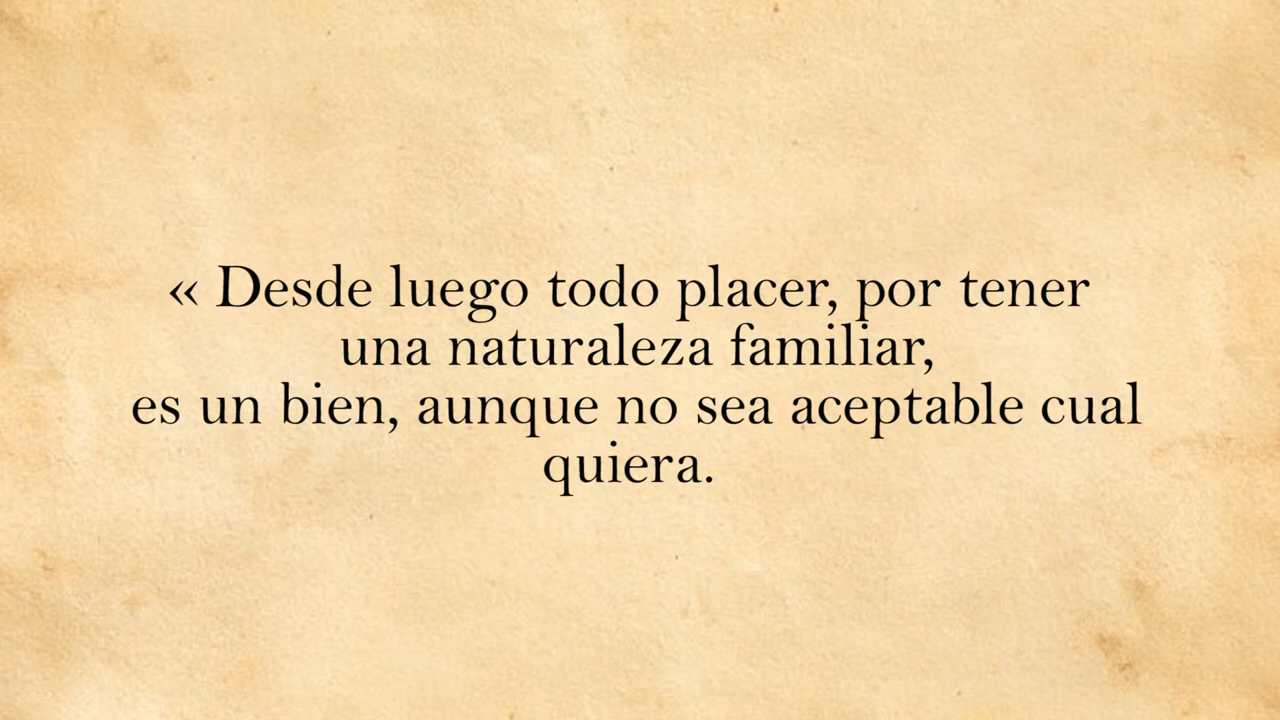 « Desde luego todo placer, por tener
una naturaleza familiar,
es un bien, aunque no sea aceptable cual
quiera.